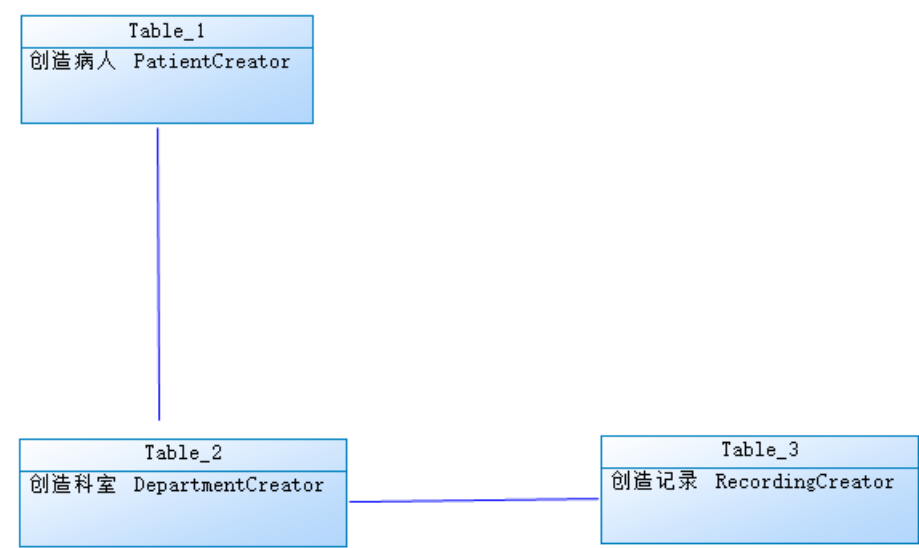 Table_1
创造病人 PatientCreator
Table_2
创造科室 DepartmentCreator
Table_3
创造记录 RecordingCreator